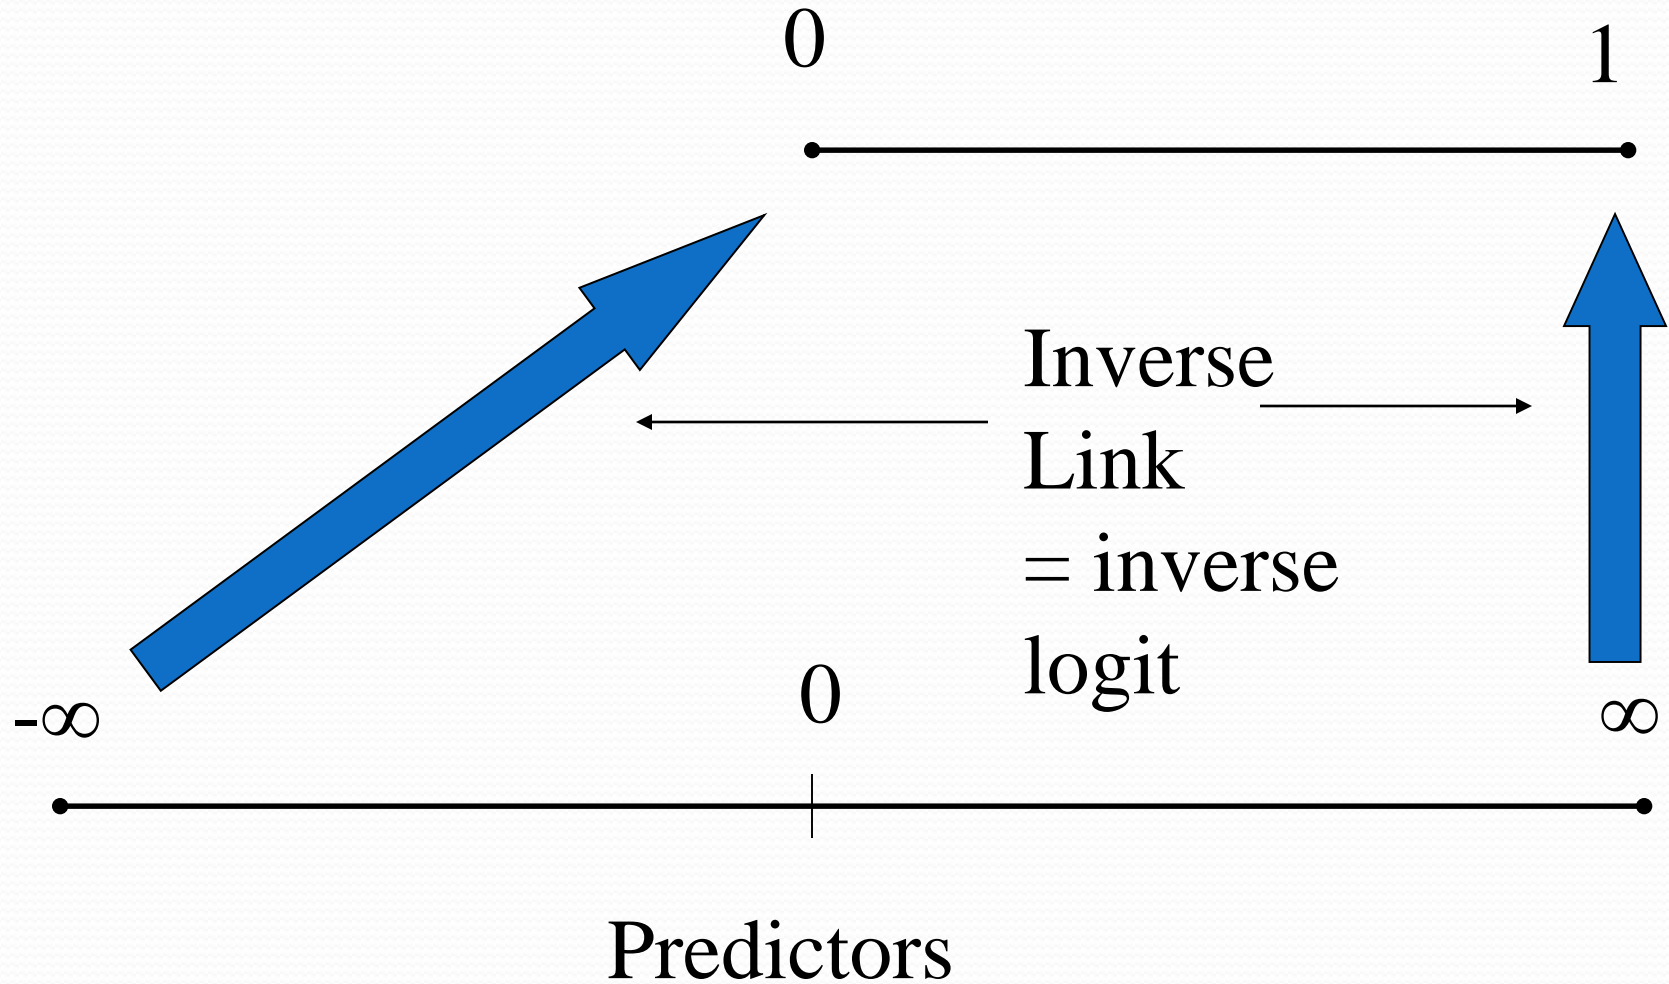 0 1
Inverse
Link
= inverse
logit
-∞ 0 ∞
Predictors